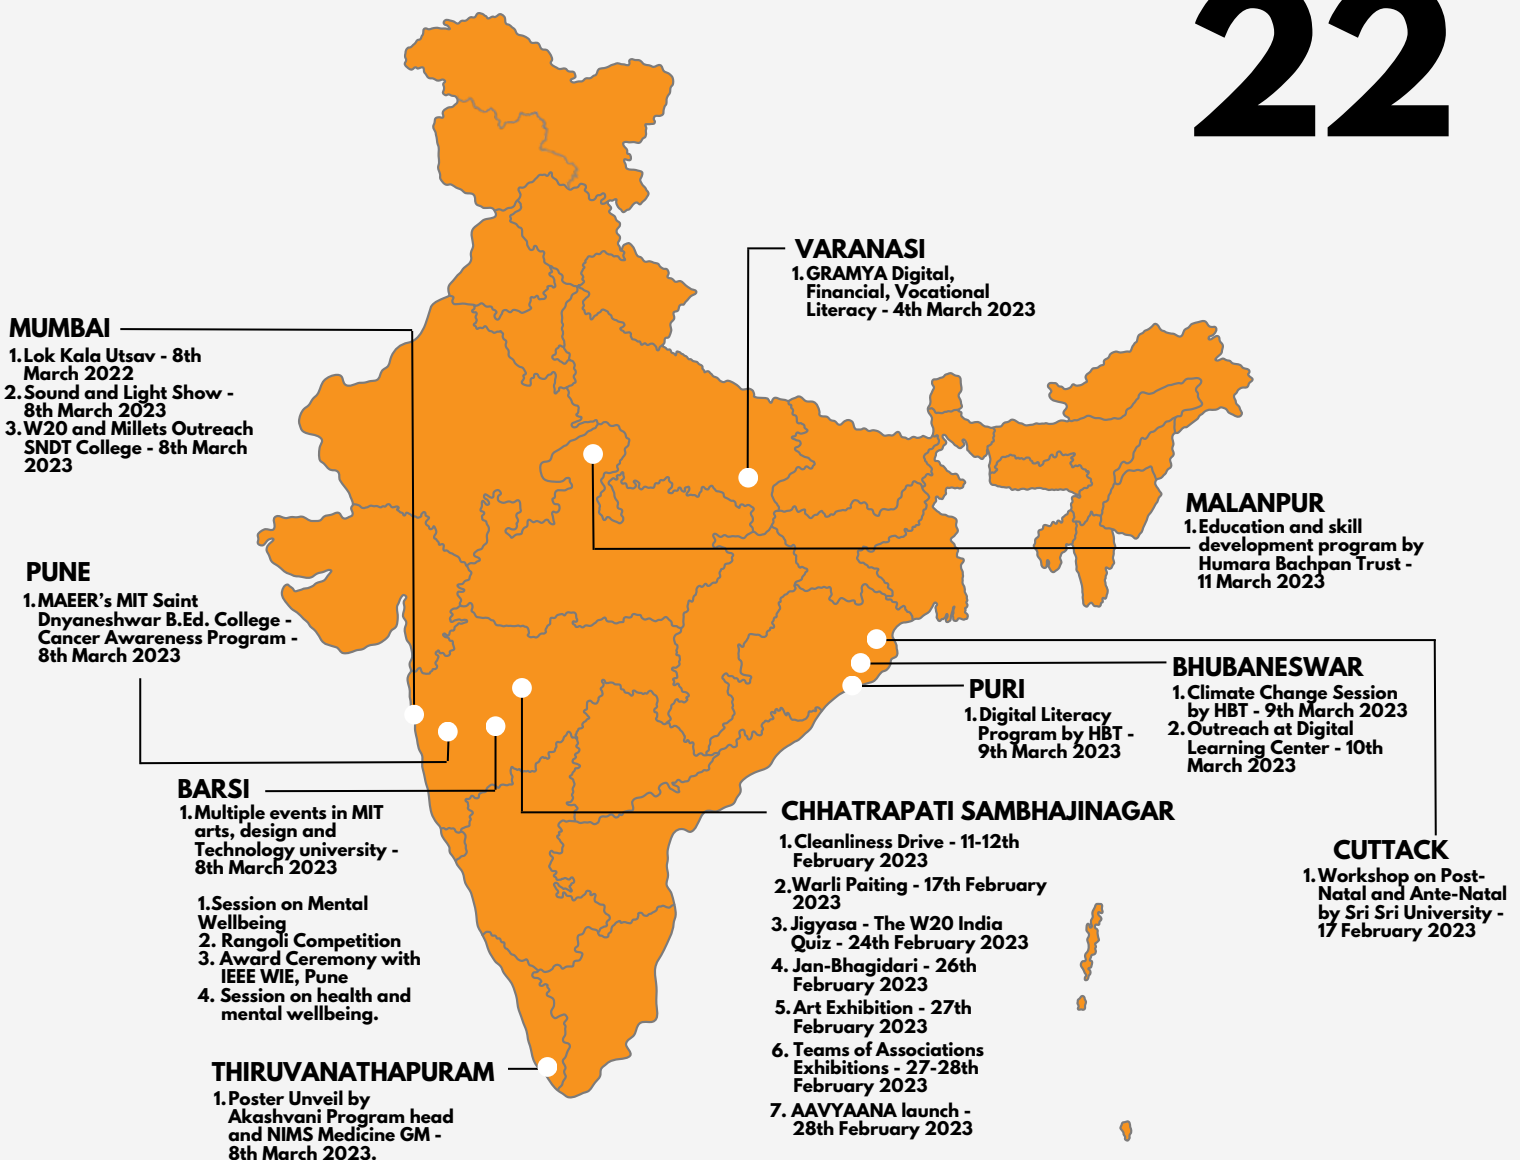 22
VARANASI
1. GRAMYA Digital,
Financial, Vocational
Literacy - 4th March 2023
MUMBAI
1. Lok Kala Utsav - 8th
March 2022
2. Sound and Light Show -
8th March 2023
3. W20 and Millets Outreach
SNDT College - 8th March
2023
MALANPUR
1. Education and skill
development program by
Humara Bachpan Trust -
11 March 2023
PUNE
1. MAEER's MIT Saint
Dnyaneshwar B.Ed. College -
Cancer Awareness Program -
8th March 2023
BHUBANESWAR
1. Climate Change Session
by HBT - 9th March 2023
2. Outreach at Digital
Learning Center - 10th
March 2023
PURI
1. Digital Literacy
Program by HBT -
9th March 2023
BARSI
1. Multiple events in MIT
arts, design and
Technology university -
8th March 2023
1.Session on Mental
Wellbeing
2. Rangoli Competition
3. Award Ceremony with
IEEE WIE, Pune
4. Session on health and
mental wellbeing.
CHHATRAPATI SAMBHAJINAGAR
1. Cleanliness Drive - 11-12th
February 2023
2. Warli Paiting - 17th February
2023
3. Jigyasa - The W20 India
Quiz - 24th February 2023
4. Jan-Bhagidari - 26th
February 2023
5. Art Exhibition - 27th
February 2023
6. Teams of Associations
Exhibitions - 27-28th
February 2023
7. AAVYAANA launch -
28th February 2023
CUTTACK
1. Workshop on Post-
Natal and Ante-Natal
by Sri Sri University -
17 February 2023
THIRUVANATHAPURAM
1. Poster Unveil by
Akashvani Program head
and NIMS Medicine GM -
8th March 2023.